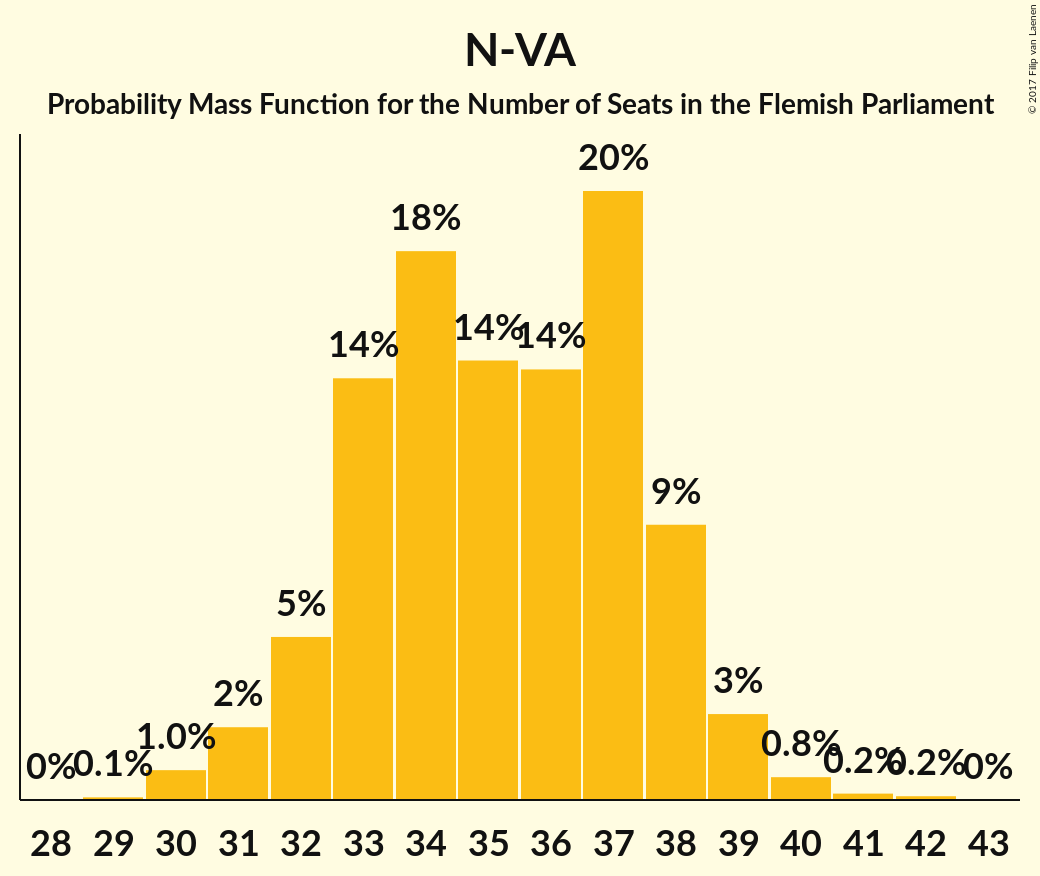 N-VA
Probability Mass Function for the Number of Seats in the Flemish Parliament
© 2017 Filip van Laenen
0% 0.1% 1.0% 2% 5% 14% 18% 14% 14% 20% 9% 3% 0.8% 0.2% 0.2% 0%
28 29 30 31 32 33 34 35 36 37 38 39 40 41 42 43